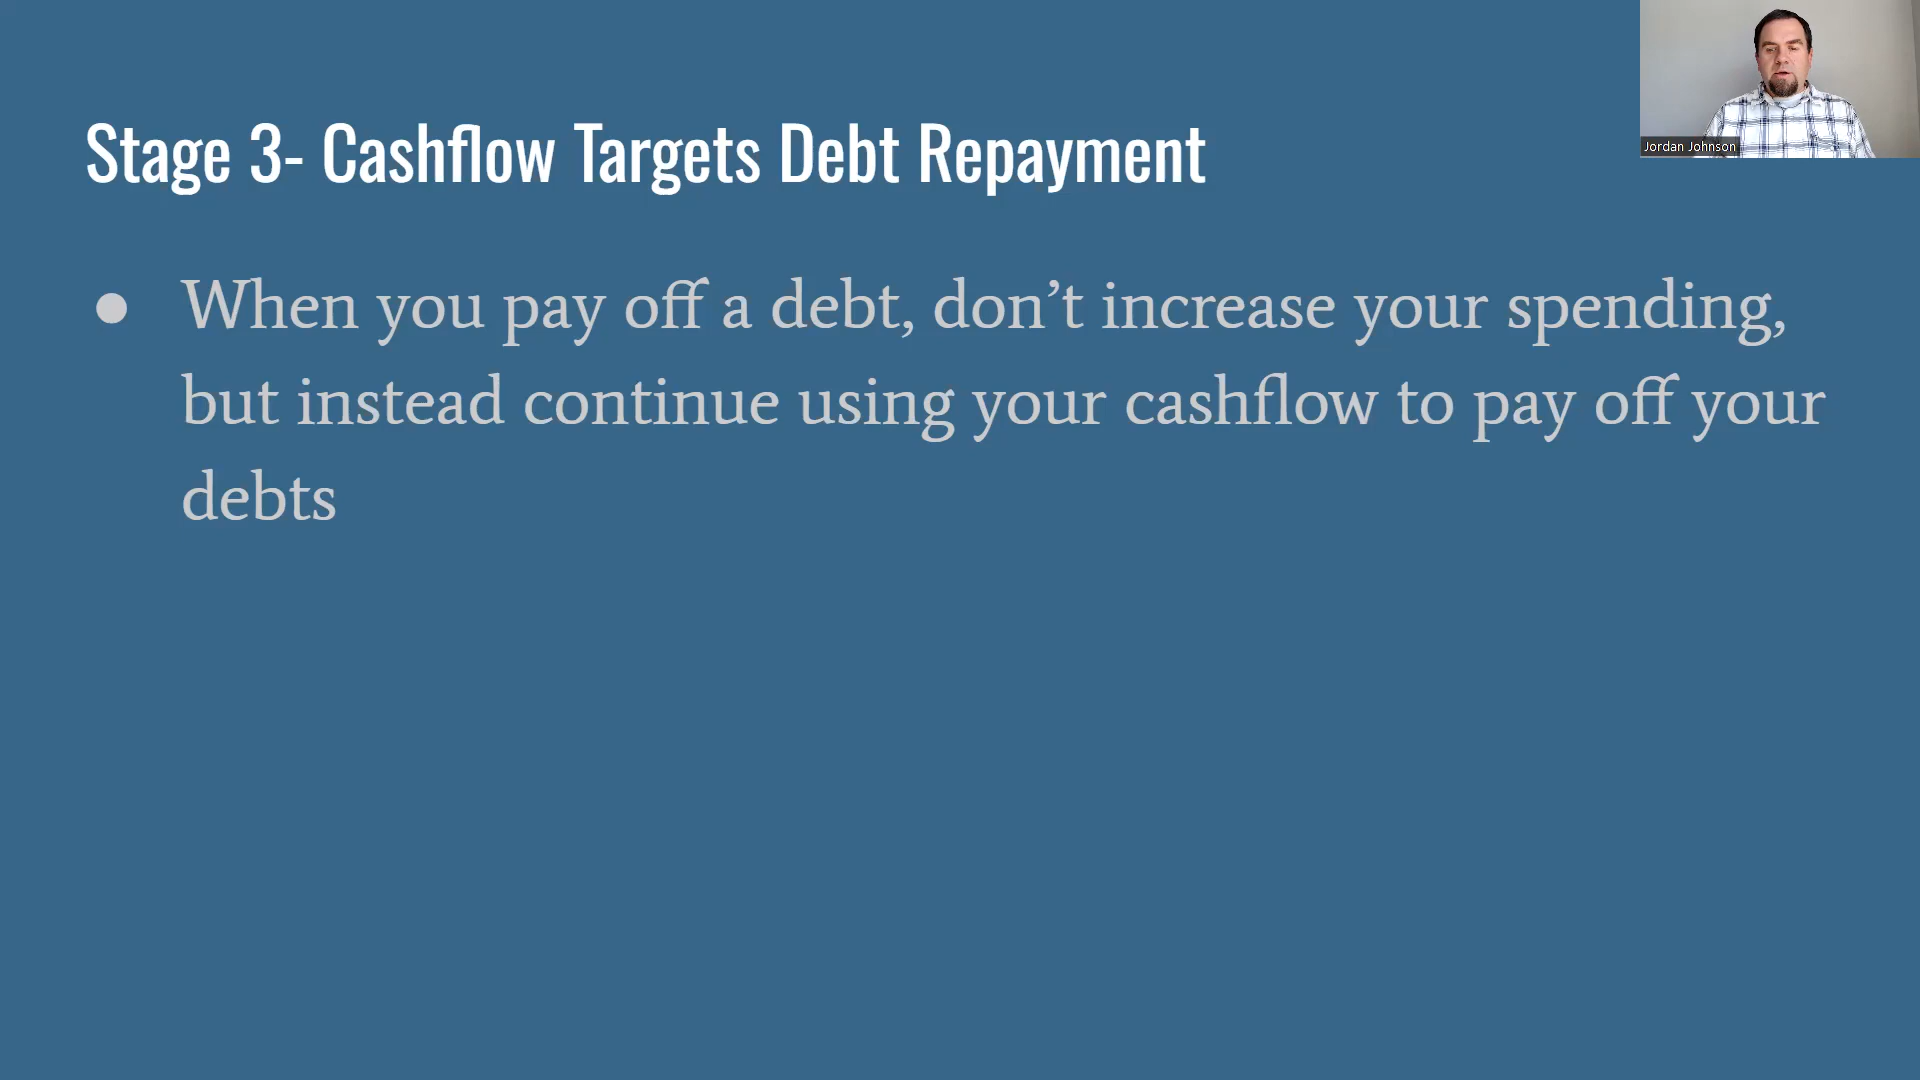 Stage 3- Cashflow Targets Debt Repayment
Jordan Johnson
● When you pay off a debt, don’t increase your spending,
but instead continue using your cashflow to pay off your
debts